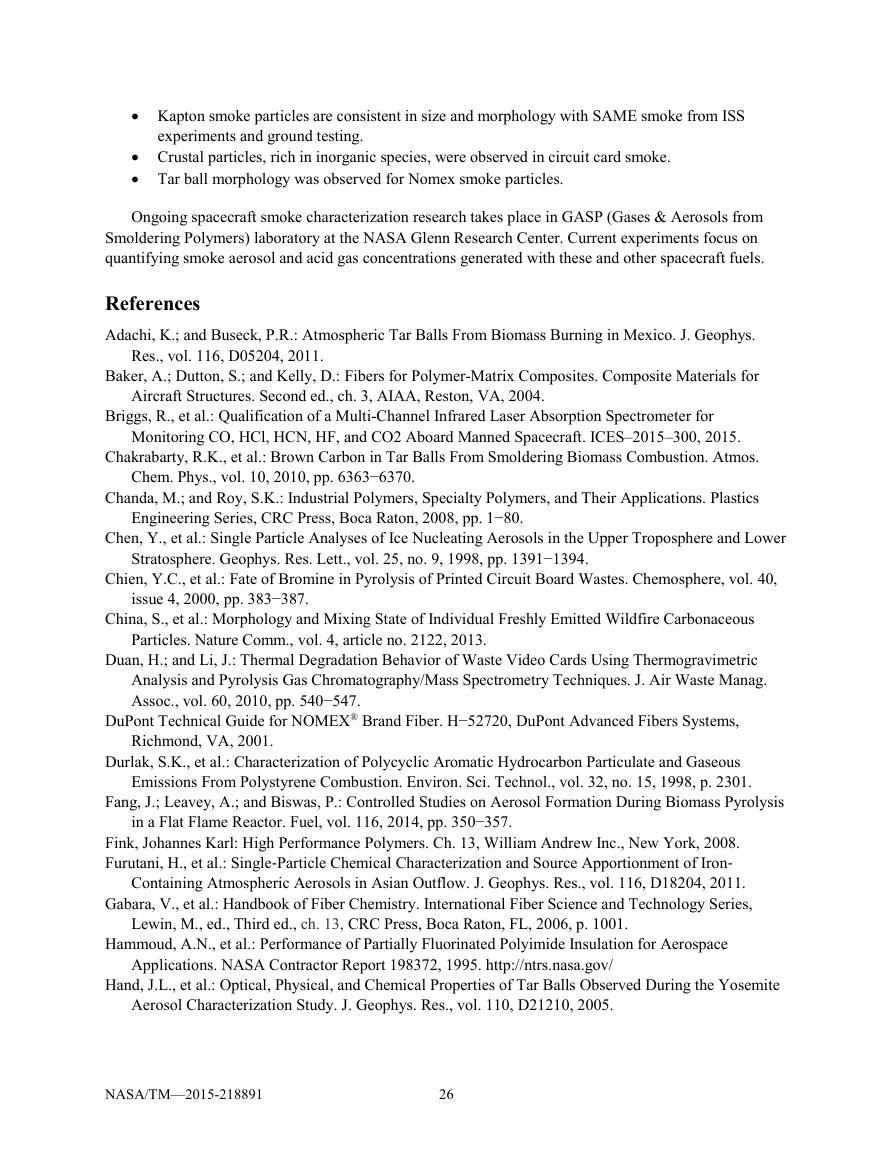 • Kapton smoke particles are consistent in size and morphology with SAME smoke from ISS
experiments and ground testing.
• Crustal particles, rich in inorganic species, were observed in circuit card smoke.
• Tar ball morphology was observed for Nomex smoke particles.
Ongoing spacecraft smoke characterization research takes place in GASP (Gases & Aerosols from
Smoldering Polymers) laboratory at the NASA Glenn Research Center. Current experiments focus on
quantifying smoke aerosol and acid gas concentrations generated with these and other spacecraft fuels.
References
Adachi, K.; and Buseck, P.R.: Atmospheric Tar Balls From Biomass Burning in Mexico. J. Geophys.
Res., vol. 116, D05204, 2011.
Baker, A.; Dutton, S.; and Kelly, D.: Fibers for Polymer-Matrix Composites. Composite Materials for
Aircraft Structures. Second ed., ch. 3, AIAA, Reston, VA, 2004.
Briggs, R., et al.: Qualification of a Multi-Channel Infrared Laser Absorption Spectrometer for
Monitoring CO, HCl, HCN, HF, and CO2 Aboard Manned Spacecraft. ICES–2015–300, 2015.
Chakrabarty, R.K., et al.: Brown Carbon in Tar Balls From Smoldering Biomass Combustion. Atmos.
Chem. Phys., vol. 10, 2010, pp. 6363−6370.
Chanda, M.; and Roy, S.K.: Industrial Polymers, Specialty Polymers, and Their Applications. Plastics
Engineering Series, CRC Press, Boca Raton, 2008, pp. 1−80.
Chen, Y., et al.: Single Particle Analyses of Ice Nucleating Aerosols in the Upper Troposphere and Lower
Stratosphere. Geophys. Res. Lett., vol. 25, no. 9, 1998, pp. 1391−1394.
Chien, Y.C., et al.: Fate of Bromine in Pyrolysis of Printed Circuit Board Wastes. Chemosphere, vol. 40,
issue 4, 2000, pp. 383−387.
China, S., et al.: Morphology and Mixing State of Individual Freshly Emitted Wildfire Carbonaceous
Particles. Nature Comm., vol. 4, article no. 2122, 2013.
Duan, H.; and Li, J.: Thermal Degradation Behavior of Waste Video Cards Using Thermogravimetric
Analysis and Pyrolysis Gas Chromatography/Mass Spectrometry Techniques. J. Air Waste Manag.
Assoc., vol. 60, 2010, pp. 540−547.
DuPont Technical Guide for NOMEX® Brand Fiber. H−52720, DuPont Advanced Fibers Systems,
Richmond, VA, 2001.
Durlak, S.K., et al.: Characterization of Polycyclic Aromatic Hydrocarbon Particulate and Gaseous
Emissions From Polystyrene Combustion. Environ. Sci. Technol., vol. 32, no. 15, 1998, p. 2301.
Fang, J.; Leavey, A.; and Biswas, P.: Controlled Studies on Aerosol Formation During Biomass Pyrolysis
in a Flat Flame Reactor. Fuel, vol. 116, 2014, pp. 350−357.
Fink, Johannes Karl: High Performance Polymers. Ch. 13, William Andrew Inc., New York, 2008.
Furutani, H., et al.: Single-Particle Chemical Characterization and Source Apportionment of Iron-
Containing Atmospheric Aerosols in Asian Outflow. J. Geophys. Res., vol. 116, D18204, 2011.
Gabara, V., et al.: Handbook of Fiber Chemistry. International Fiber Science and Technology Series,
Lewin, M., ed., Third ed., ch. 13, CRC Press, Boca Raton, FL, 2006, p. 1001.
Hammoud, A.N., et al.: Performance of Partially Fluorinated Polyimide Insulation for Aerospace
Applications. NASA Contractor Report 198372, 1995. http://ntrs.nasa.gov/
Hand, J.L., et al.: Optical, Physical, and Chemical Properties of Tar Balls Observed During the Yosemite
Aerosol Characterization Study. J. Geophys. Res., vol. 110, D21210, 2005.
NASA/TM—2015-218891 26